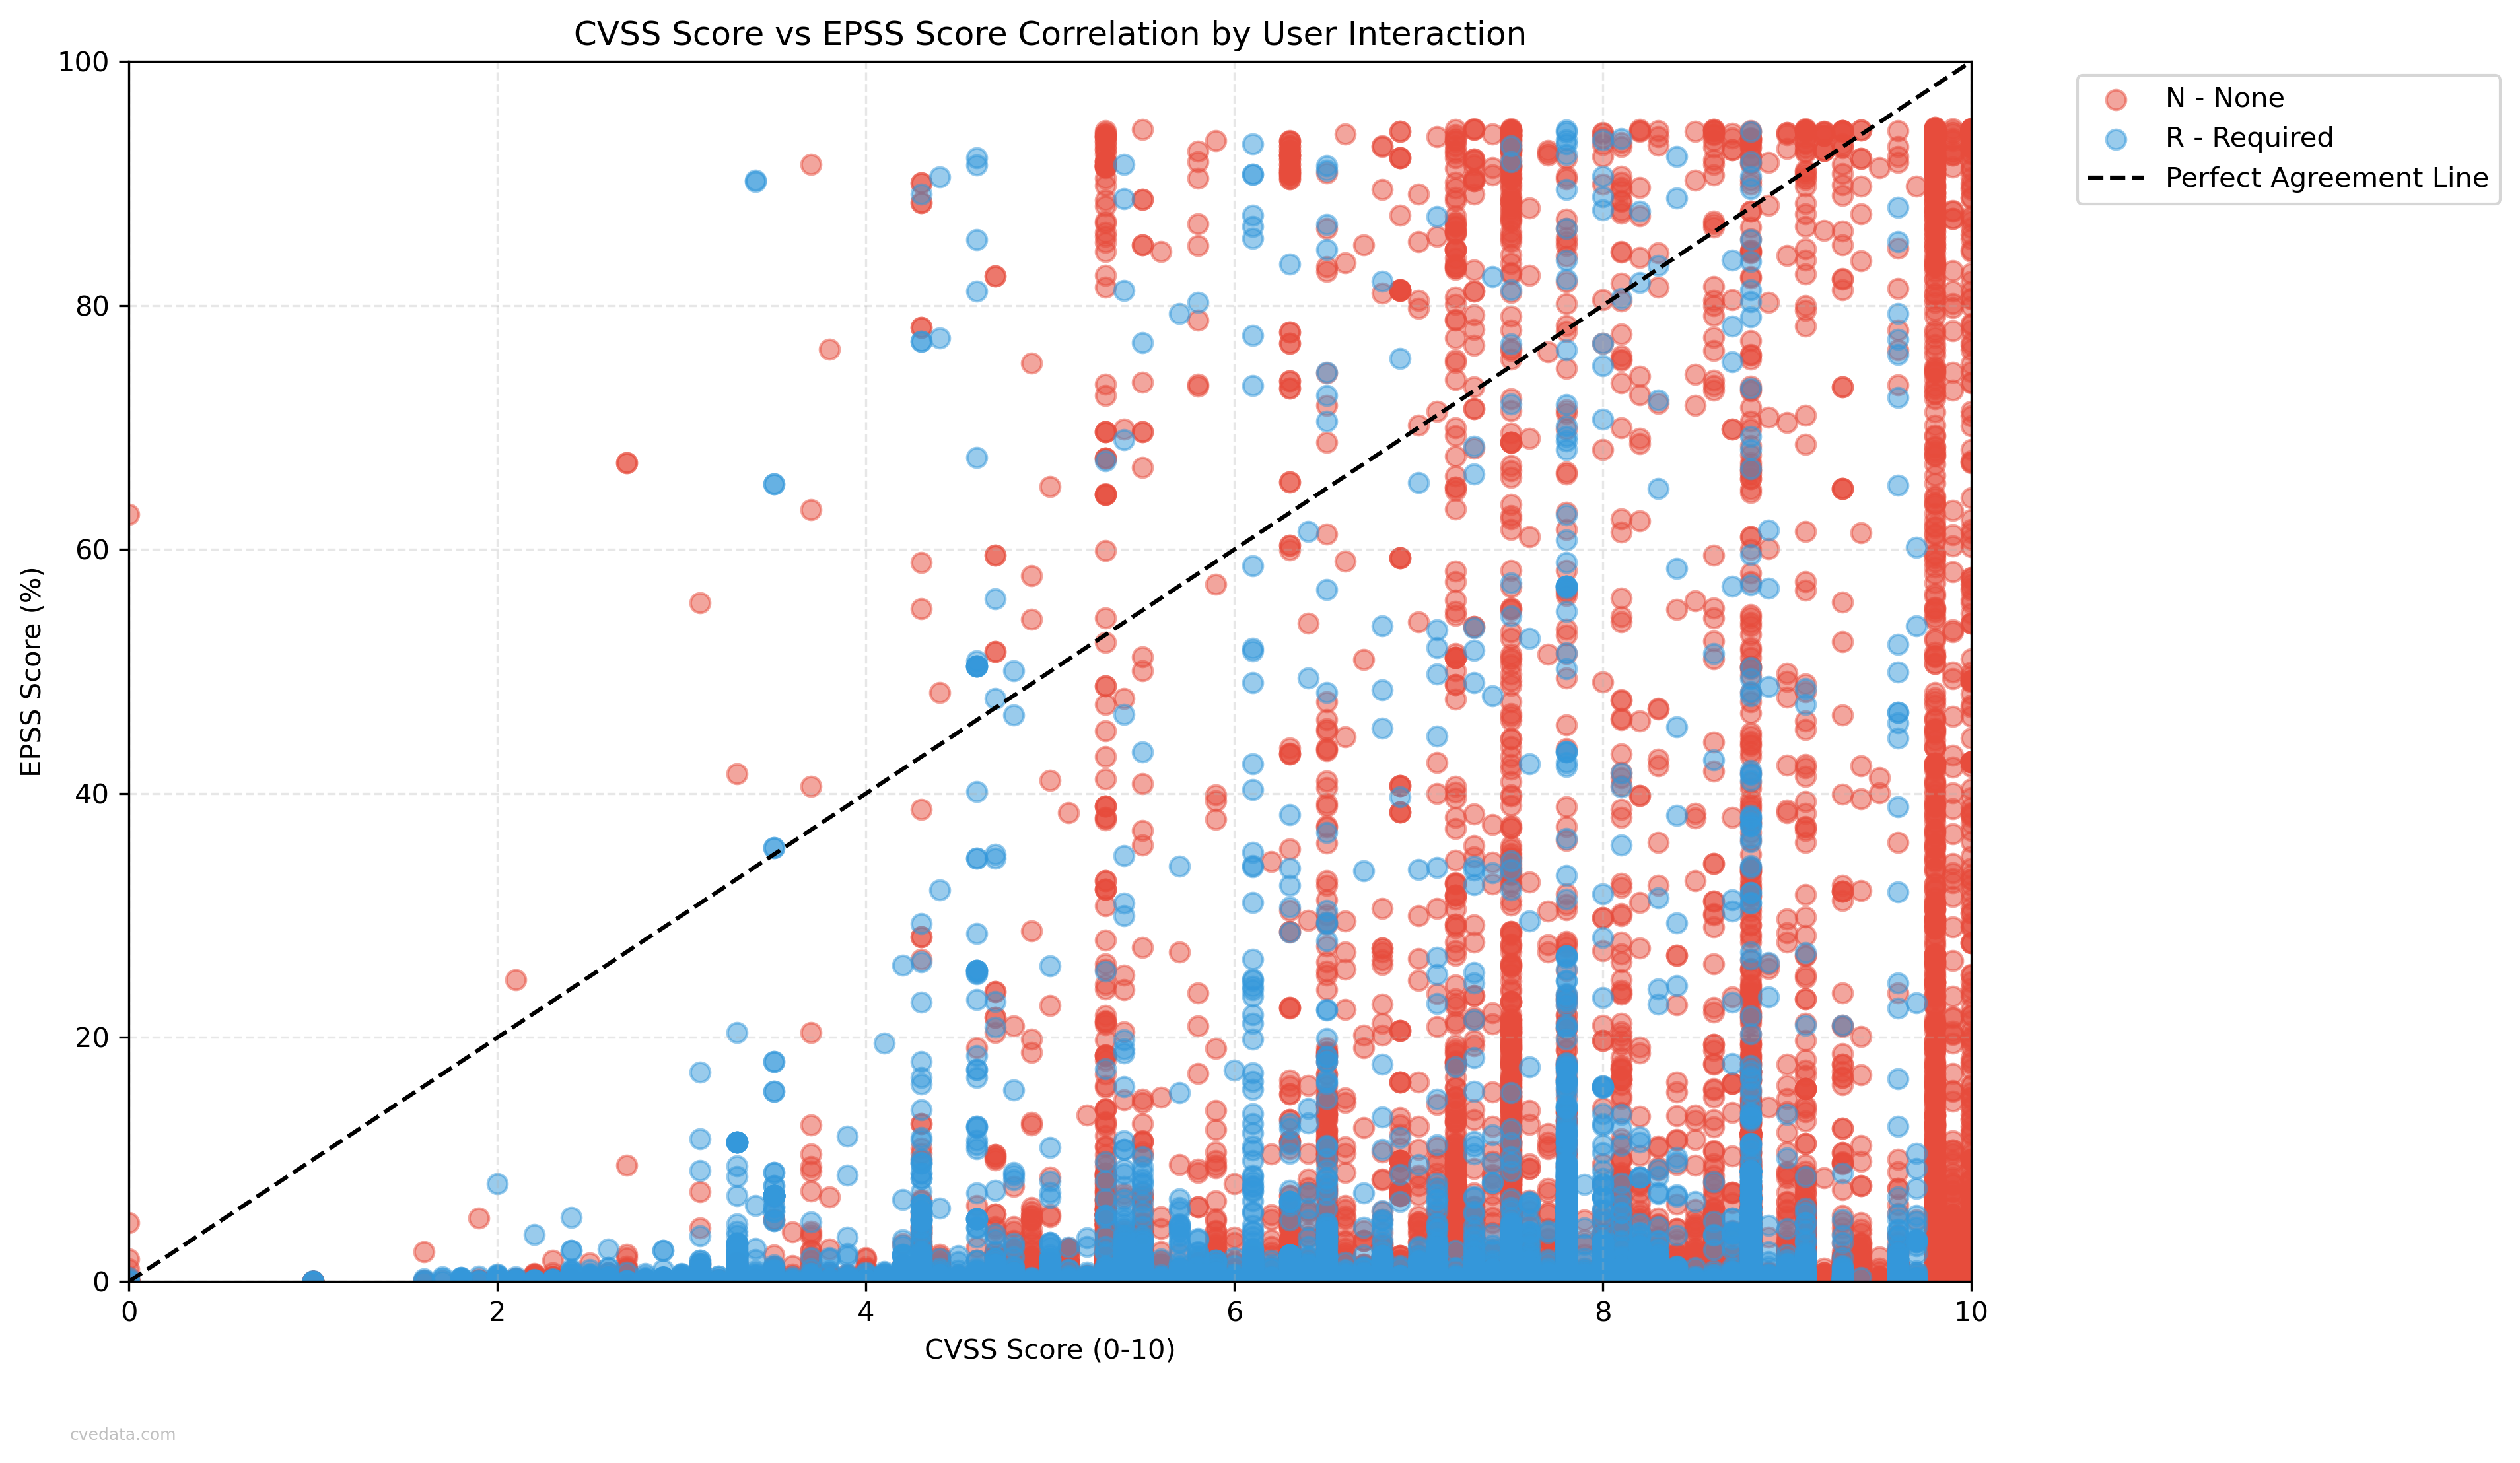 CVSS Score vs EPSS Score Correlation by User Interaction
N - None
R - Required
Perfect Agreement Line
EPSS Score (%)
100
80
60
40
20
0
0 2 4 6 8 10
CVSS Score (0-10)
cvedata.com